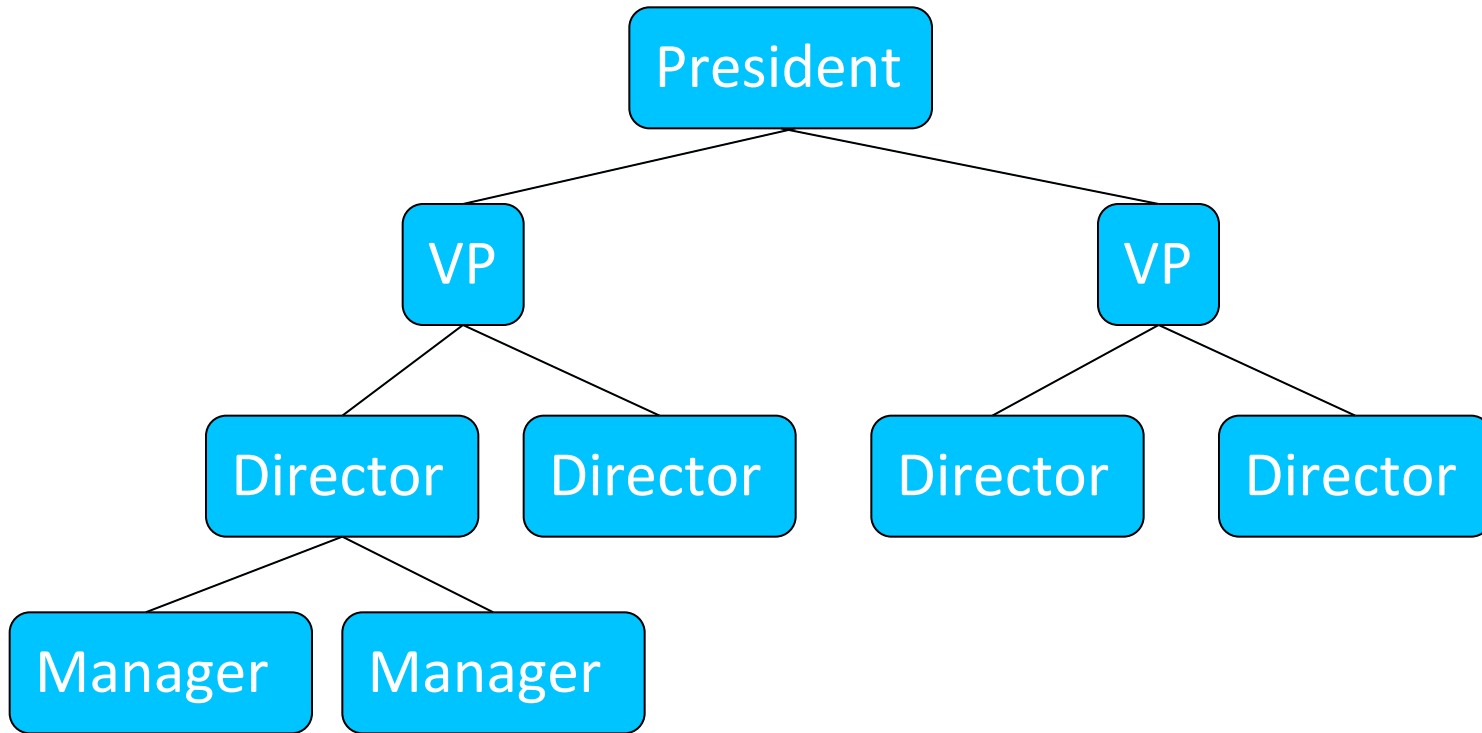 President
VP
VP
Director
Director
Director
Director
Manager
Manager